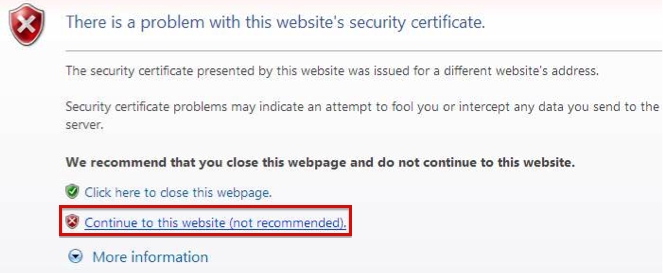 There is a problem with this website's security certificate.
The security certificate presented by this website was issued for a different website's address.
Security certificate problems may indicate an attempt to fool you or intercept any data you send to the
server.
We recommend that you close this webpage and do not continue to this website.
Click here to close this webpage.
Continue to this website (not recommended).
More information